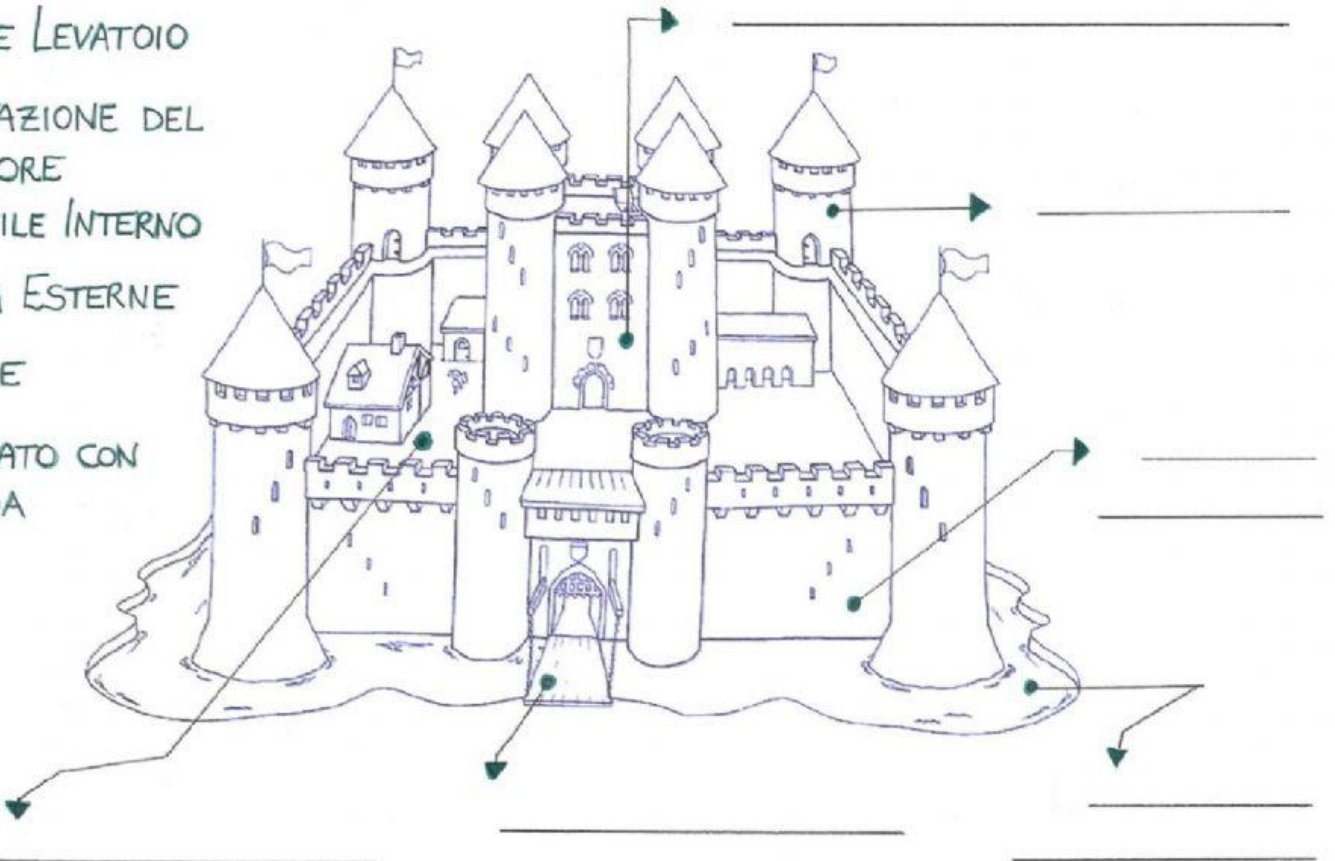 E LEVATOIO
AZIONE DEL
ORE
ILE INTERNO
ESTERNE
E
ATO CON
A